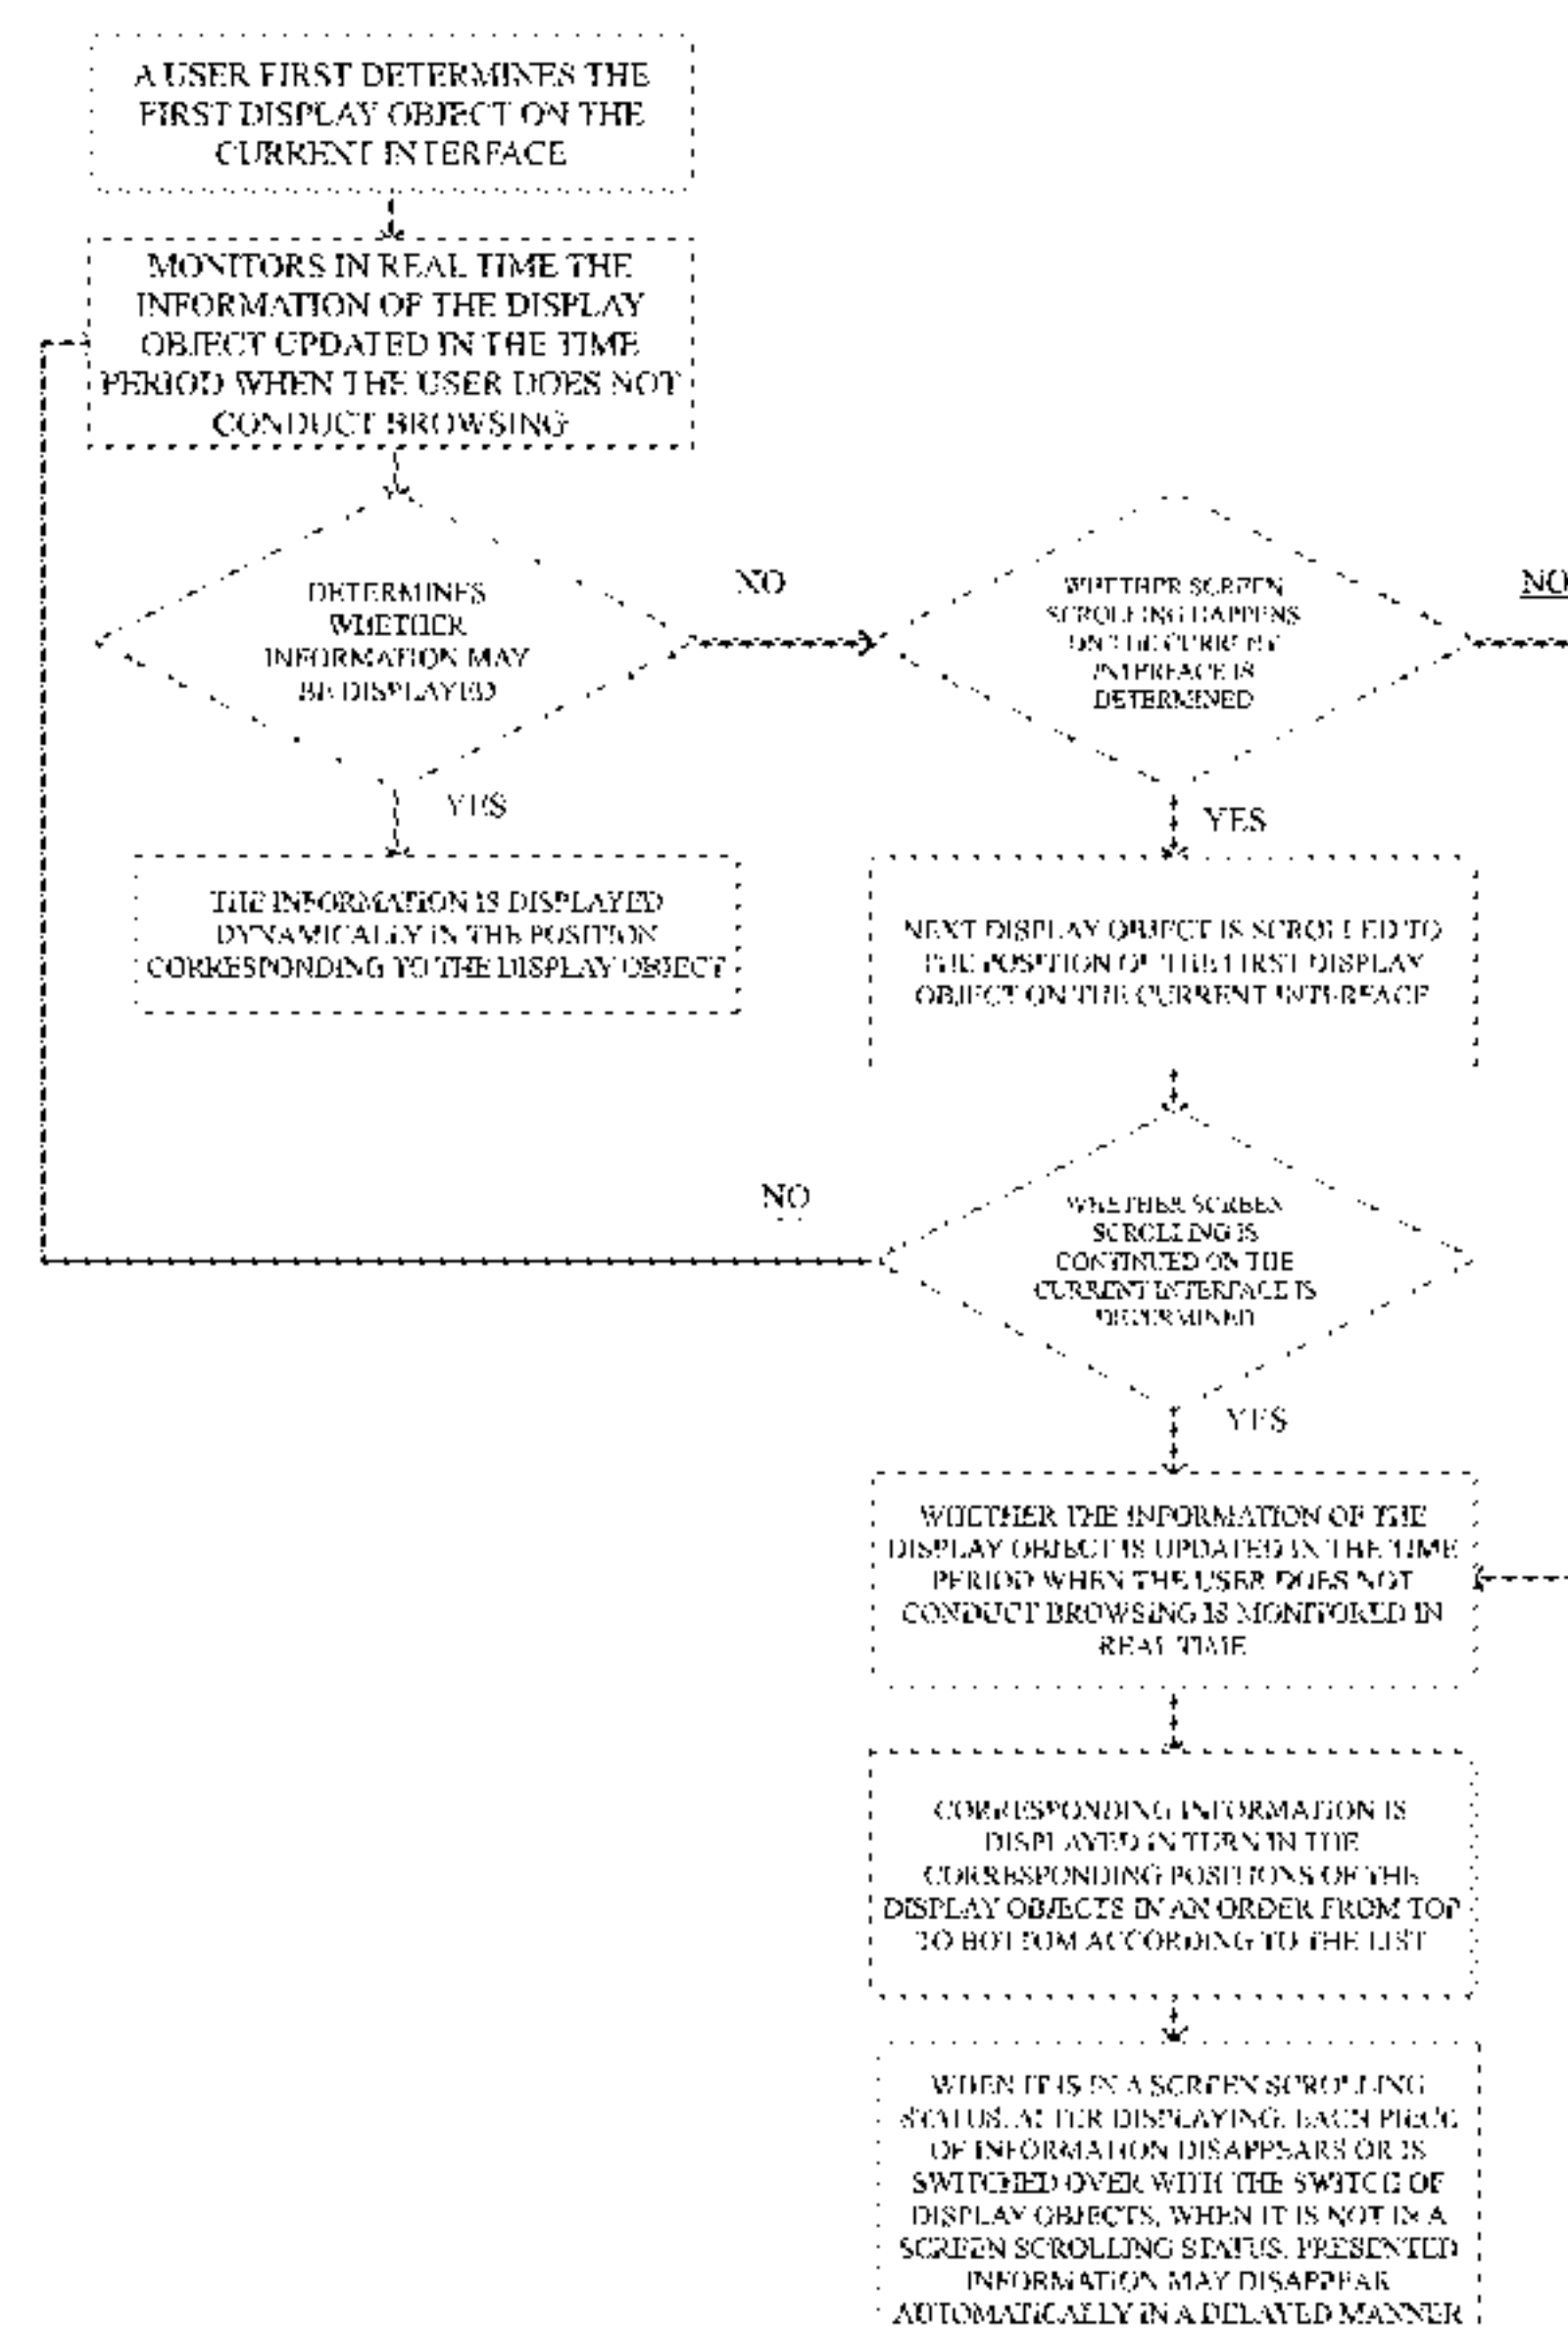 A USER FIRST DETERMINES THE
FIRST DISPLAY OBJECT ON THE
CURRENT INTERFACE
MONITORS IN REAL TIME THE
INFORMATION OF THE DISPLAY
OBJECT UPDATED IN THE TIME
PERIOD WHEN THE USER DOES NOT
CONDUCT BROWSING
DETERMINES
WHETHER
INFORMATION MAY
BE DISPLAYED
NO
YES
THE INFORMATION IS DISPLAYED
DYNAMICALLY IN THE POSITION
CORRESPONDING TO THE DISPLAY OBJECT
WHETHER SCREEN
SCROLLING HAPPENS
ON THE CURRENT
INTERFACE IS
DETERMINED
NO
YES
NEXT DISPLAY OBJECT IS SCROLLED TO
THE POSITION OF THE FIRST DISPLAY
OBJECT ON THE CURRENT INTERFACE
WHETHER SCREEN
SCROLLING IS
CONTINUED ON THE
CURRENT INTERFACE IS
DETERMINED
NO
YES
WHETHER THE INFORMATION OF THE
DISPLAY OBJECT IS UPDATED IN THE TIME
PERIOD WHEN THE USER DOES NOT
CONDUCT BROWSING IS MONITORED IN
REAL TIME
CORRESPONDING INFORMATION IS
DISPLAYED IN TURN IN THE
CORRESPONDING POSITIONS OF THE
DISPLAY OBJECTS IN AN ORDER FROM TOP
TO BOTTOM ACCORDING TO THE LIST
WHEN IT IS IN A SCREEN SCROLLING
STATUS, AFTER DISPLAYING, EACH PIECE
OF INFORMATION DISAPPEARS OR IS
SWITCHED OVER WITH THE SWITCH OF
DISPLAY OBJECTS, WHEN IT IS NOT IN A
SCREEN SCROLLING STATUS, PRESENTED
INFORMATION MAY DISAPPEAR
AUTOMATICALLY IN A DELAYED MANNER